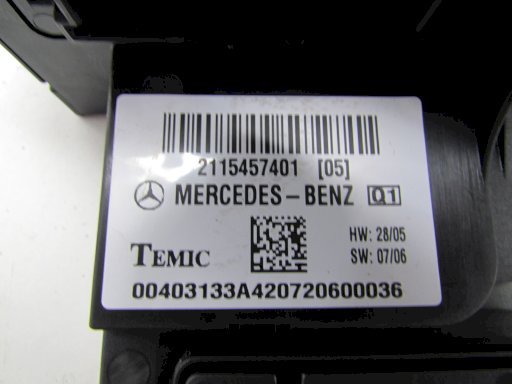 2115457401 [05]
MERCEDES-BENZ Q1
HW: 28/05
TEMIC
SW: 07/06
00403133A420720600036